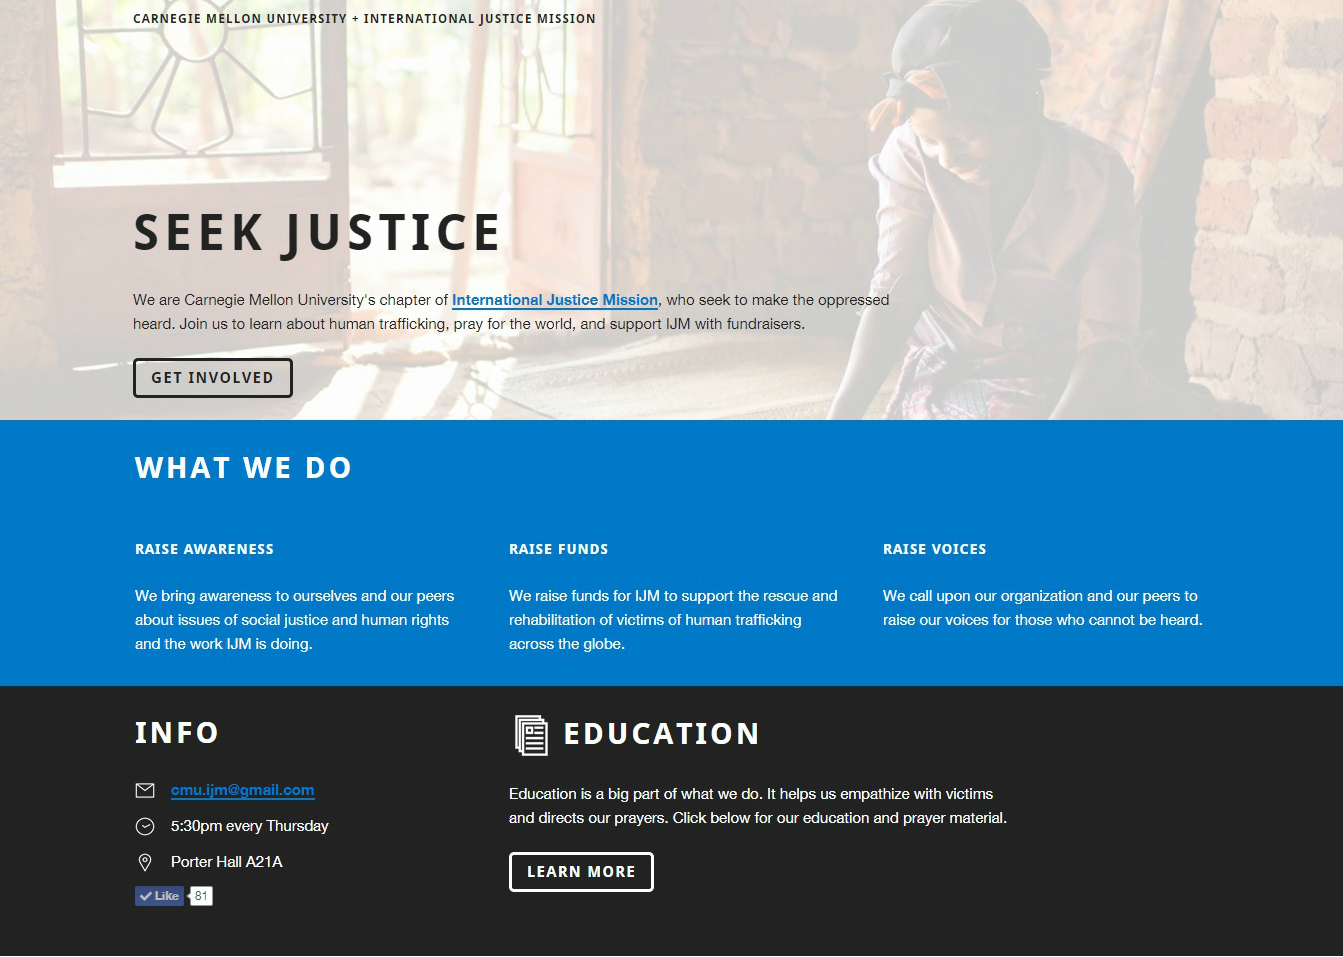 CARNEGIE MELLON UNIVERSITY + INTERNATIONAL JUSTICE MISSION
SEEK JUSTICE
We are Carnegie Mellon University's chapter of International Justice Mission, who seek to make the oppressed
heard. Join us to learn about human trafficking, pray for the world, and support IJM with fundraisers.
GET INVOLVED
WHAT WE DO
RAISE AWARENESS
We bring awareness to ourselves and our peers
about issues of social justice and human rights
and the work IJM is doing.
RAISE FUNDS
We raise funds for IJM to support the rescue and
rehabilitation of victims of human trafficking
across the globe.
RAISE VOICES
We call upon our organization and our peers to
raise our voices for those who cannot be heard.
INFO
cmu.ijm@gmail.com
5:30pm every Thursday
Porter Hall A21A
Like 81
EDUCATION
Education is a big part of what we do. It helps us empathize with victims
and directs our prayers. Click below for our education and prayer material.
LEARN MORE